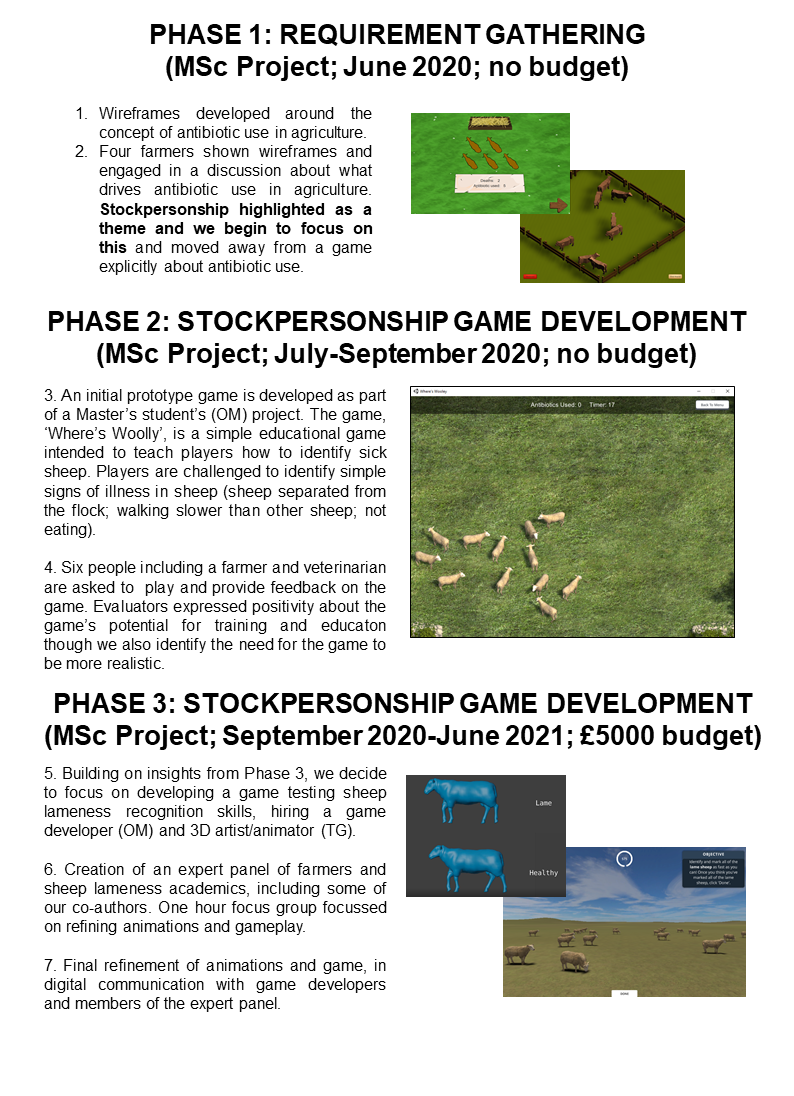 PHASE 1: REQUIREMENT GATHERING
(MSc Project; June 2020; no budget)
1. Wireframes developed around the
concept of antibiotic use in agriculture.
2. Four farmers shown wireframes and
engaged in a discussion about what
drives antibiotic use in agriculture.
Stockpersonship highlighted as a
theme and we begin to focus on
this and moved away from a game
explicitly about antibiotic use.
PHASE 2: STOCKPERSONSHIP GAME DEVELOPMENT
(MSc Project; July-September 2020; no budget)
3. An initial prototype game is developed as part
of a Master’s student’s (OM) project. The game,
‘Where’s Woolly’, is a simple educational game
intended to teach players how to identify sick
sheep. Players are challenged to identify simple
signs of illness in sheep (sheep separated from
the flock; walking slower than other sheep; not
eating).
4. Six people including a farmer and veterinarian
are asked to play and provide feedback on the
game. Evaluators expressed positivity about the
game’s potential for training and educaton
though we also identify the need for the game to
be more realistic.
Where's Woolley
Antibiotics Used: 0 Timer: 17
Back To Menu
PHASE 3: STOCKPERSONSHIP GAME DEVELOPMENT
(MSc Project; September 2020-June 2021; £5000 budget)
5. Building on insights from Phase 3, we decide
to focus on developing a game testing sheep
lameness recognition skills, hiring a game
developer (OM) and 3D artist/animator (TG).
6. Creation of an expert panel of farmers and
sheep lameness academics, including some of
our co-authors. One hour focus group focussed
on refining animations and gameplay.
7. Final refinement of animations and game, in
digital communication with game developers
and members of the expert panel.
Lame
Healthy
OBJECTIVE
Identify and mark all of the
lame sheep as fast as you
can! Once you think you've
marked all of the lame
sheep, click 'Done'.
DONE